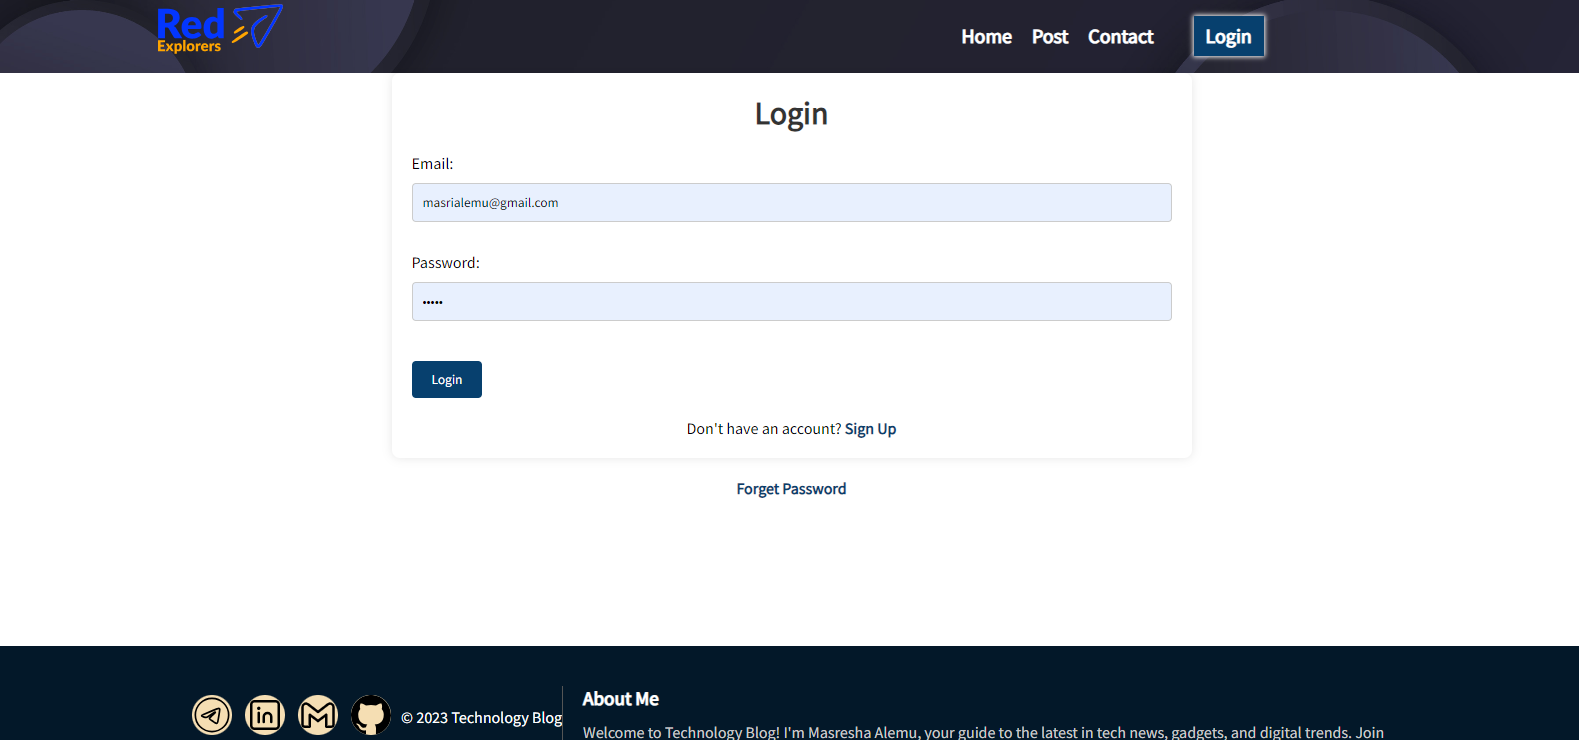 Red
Explorers
Home Post Contact Login
Login
Email:
masrialemu@gmail.com
Password:
•••••
Login
Don't have an account? Sign Up
Forget Password
© 2023 Technology Blog
About Me
Welcome to Technology Blog! I'm Masresha Alemu, your guide to the latest in tech news, gadgets, and digital trends. Join